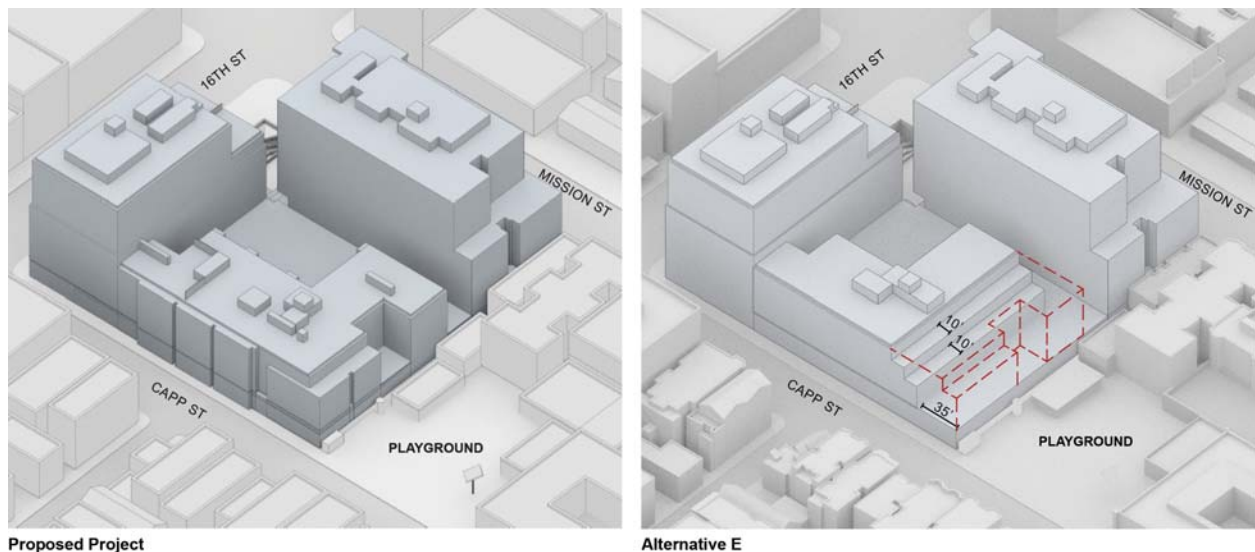 16TH ST
MISSION ST
CAPP ST
PLAYGROUND
Proposed Project
16TH ST
MISSION ST
10'
10'
35'
CAPP ST
PLAYGROUND
Alternative E